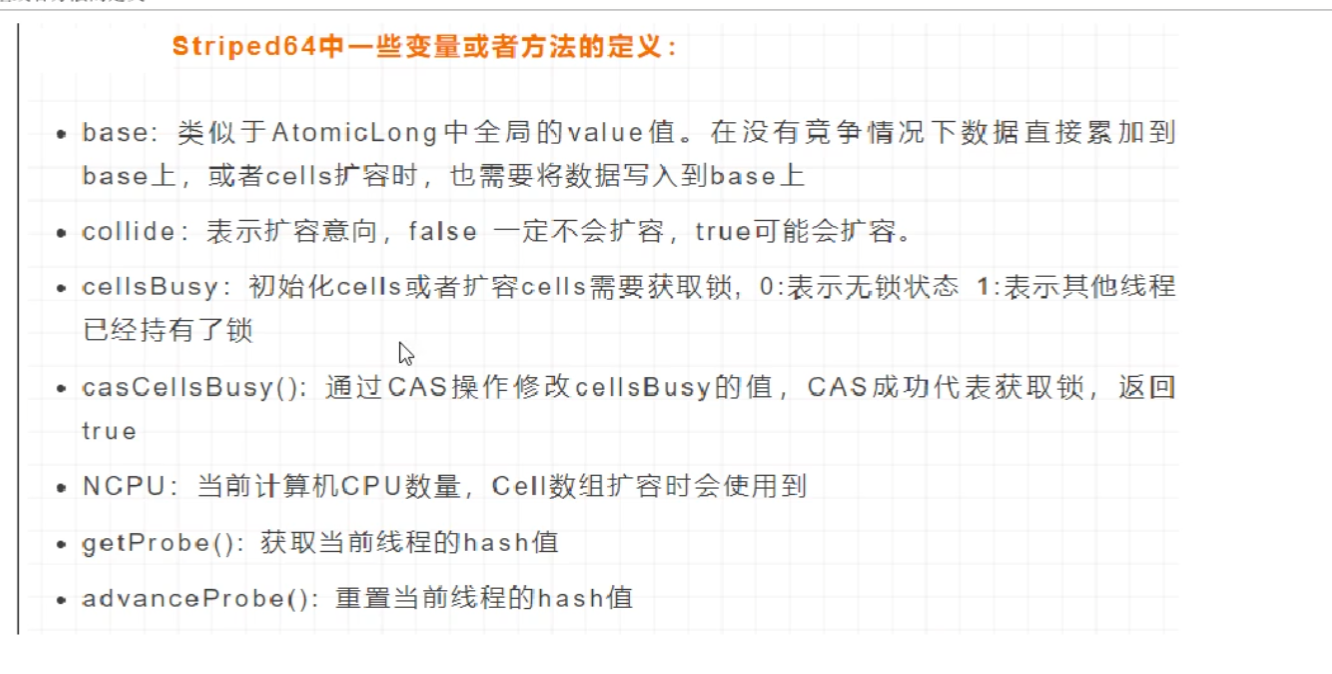 Striped64中一些变量或者方法的定义：
• base：类似于AtomicLong中全局的value值。在没有竞争情况下数据直接累加到
base上，或者cells扩容时，也需要将数据写入到base上
• collide：表示扩容意向，false 一定不会扩容，true可能会扩容。
• cellsBusy：初始化cells或者扩容cells需要获取锁，0:表示无锁状态 1:表示其他线程
已经持有了锁
• casCellsBusy()：通过CAS操作修改cellsBusy的值，CAS成功代表获取锁，返回
true
• NCPU：当前计算机CPU数量，Cell数组扩容时会使用到
• getProbe()：获取当前线程的hash值
• advanceProbe()：重置当前线程的hash值